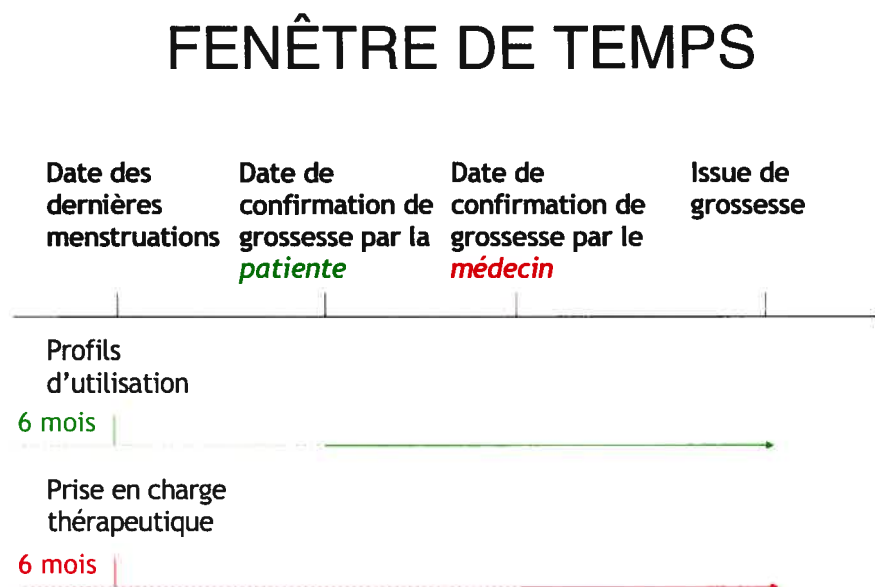 FENÊTRE DE TEMPS
Date des
dernières
menstruations
Date de
confirmation de
grossesse par la
patiente
Date de
confirmation de
grossesse par le
médecin
Issue de
grossesse
Profils
d'utilisation
6 mois
Prise en charge
thérapeutique
6 mois